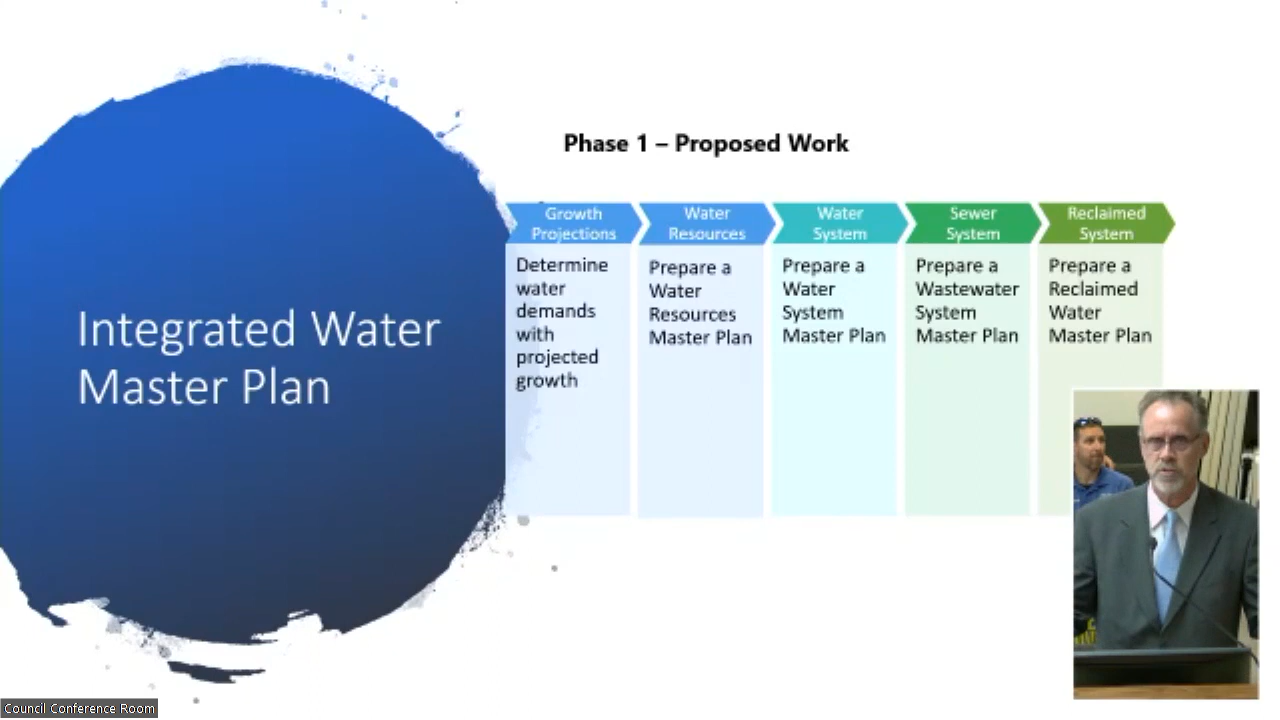 Phase 1 – Proposed Work
Integrated Water
Master Plan
Growth
Projections
Determine
water
demands
with
projected
growth
Water
Resources
Prepare a
Water
Resources
Master Plan
Water
System
Prepare a
Water
System
Master Plan
Sewer
System
Prepare a
Wastewater
System
Master Plan
Reclaimed
System
Prepare a
Reclaimed
Water
Master Plan
Council Conference Room